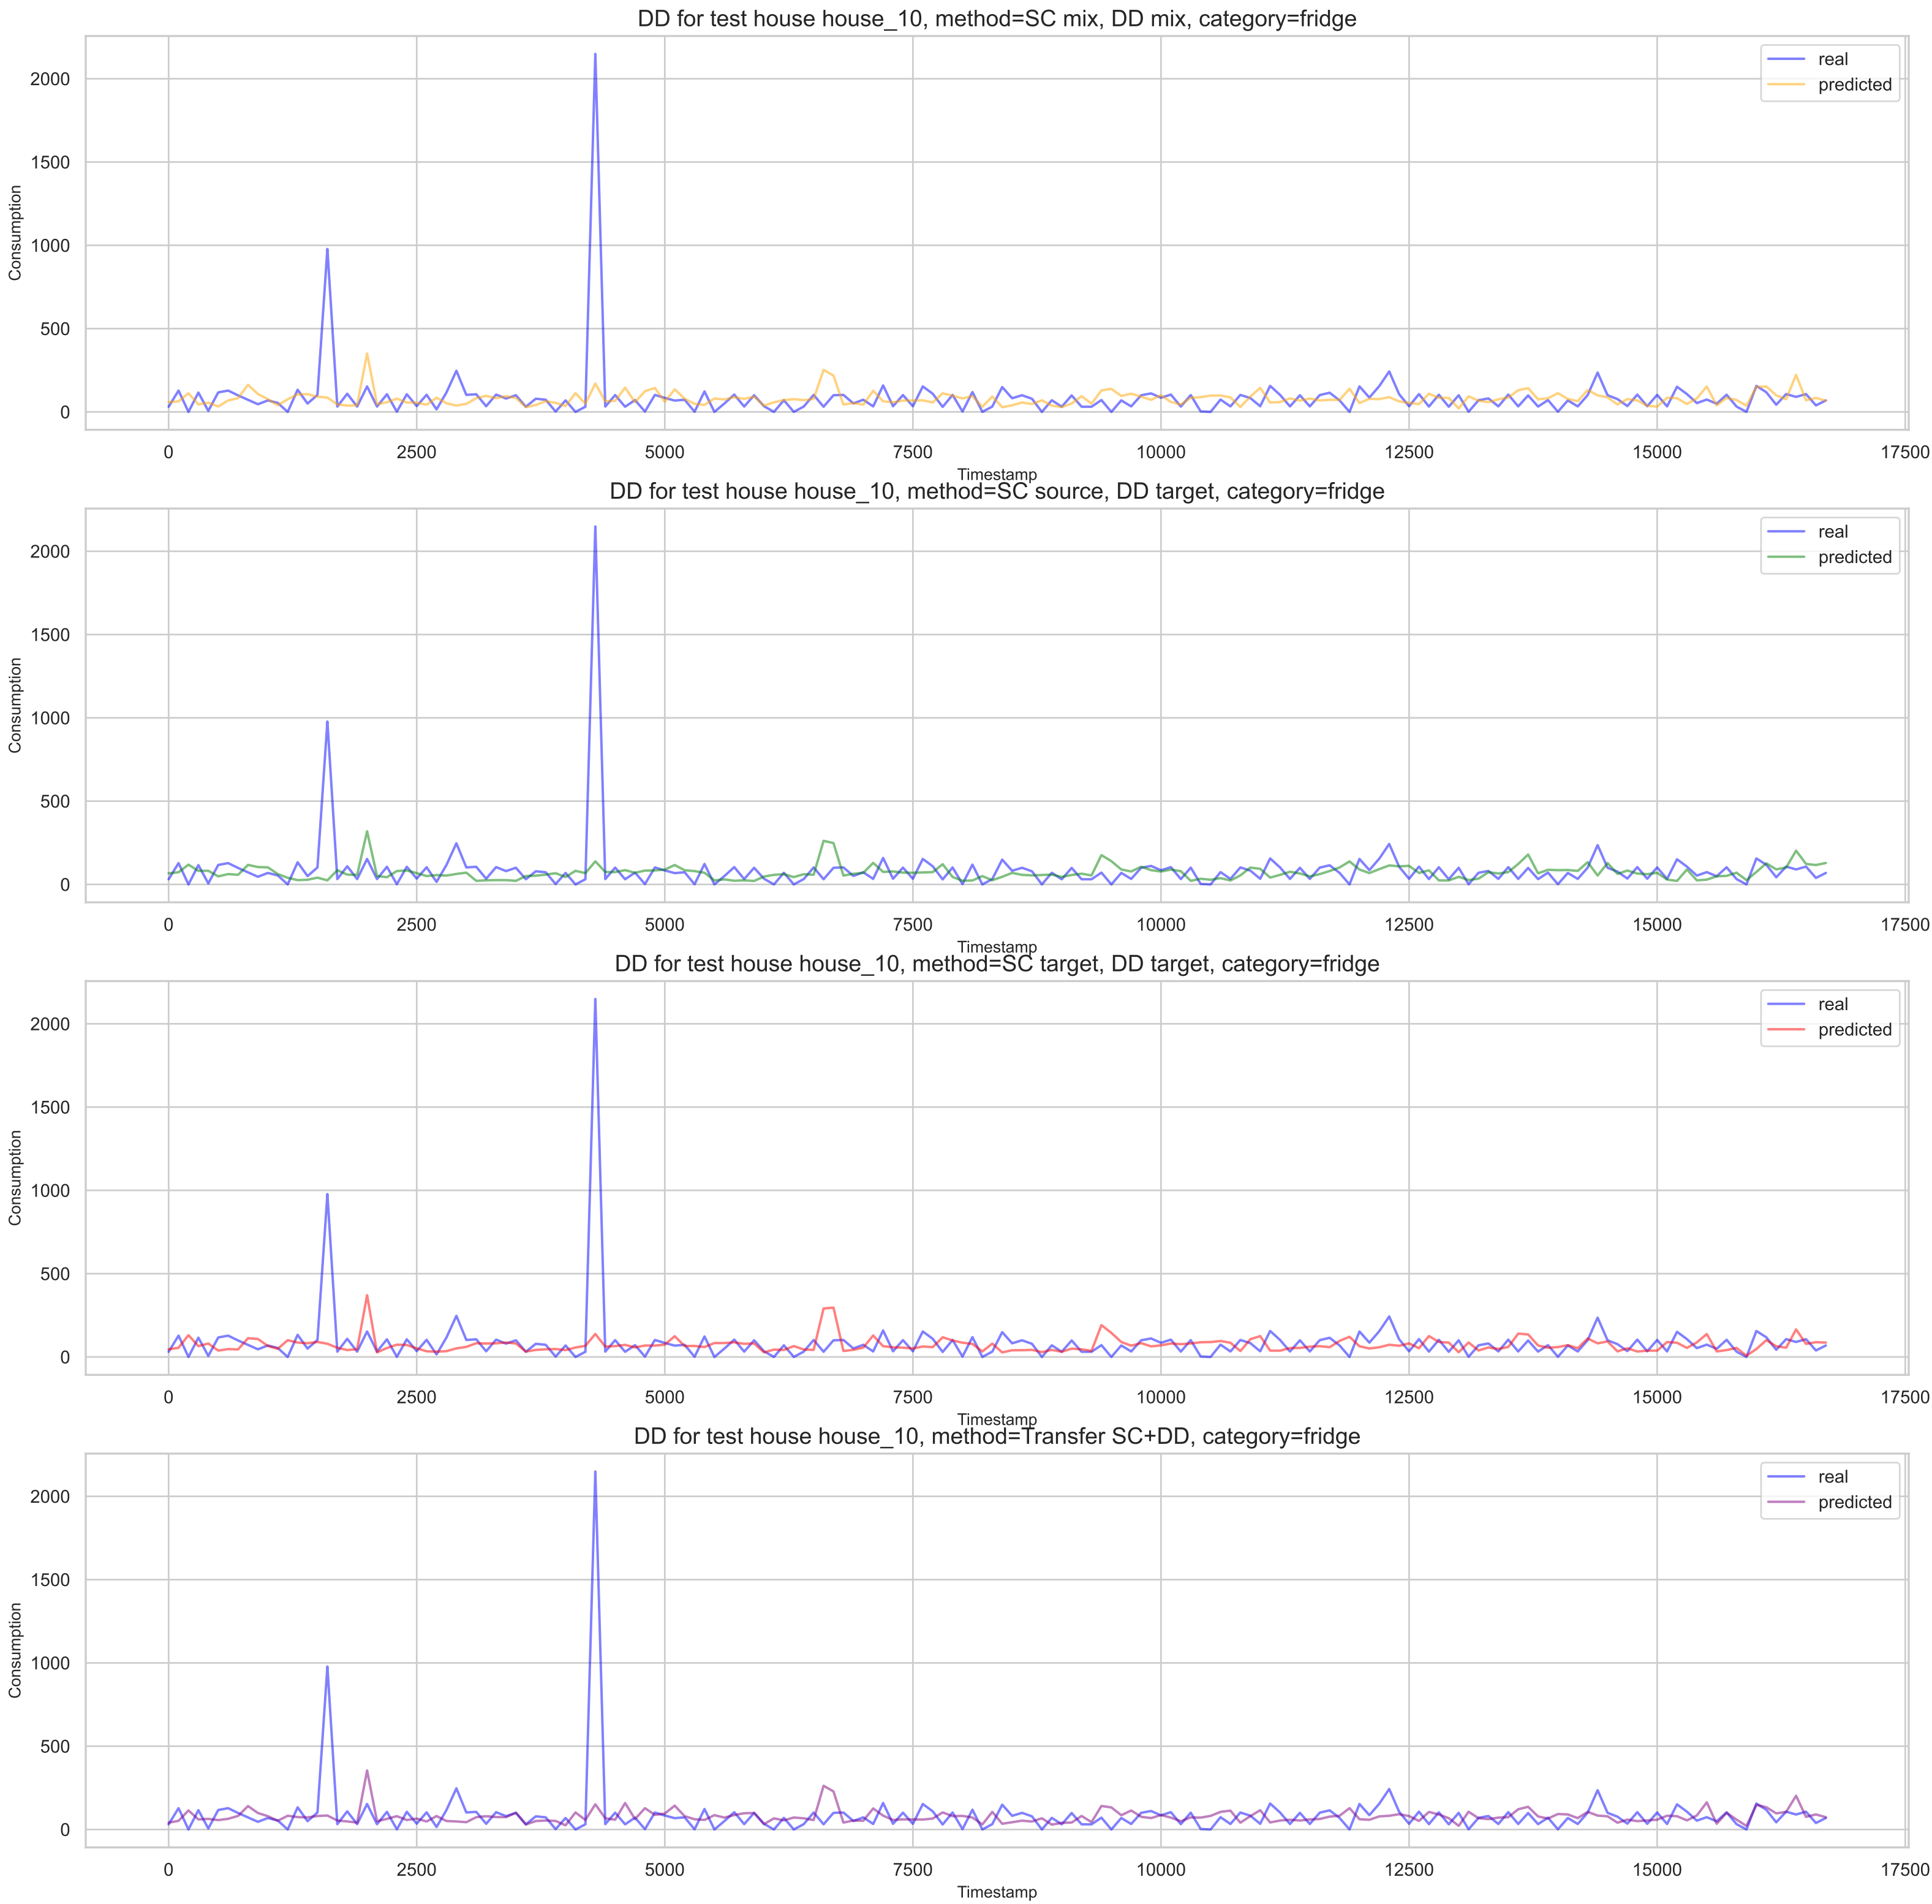 DD for test house house_10, method=SC mix, DD mix, category=fridge
real
predicted
2000
1500
1000
500
0
Consumption
0 2500 5000 7500 10000 12500 15000 17500
Timestamp
DD for test house house_10, method=SC source, DD target, category=fridge
real
predicted
2000
1500
1000
500
0
Consumption
0 2500 5000 7500 10000 12500 15000 17500
Timestamp
DD for test house house_10, method=SC target, DD target, category=fridge
real
predicted
2000
1500
1000
500
0
Consumption
0 2500 5000 7500 10000 12500 15000 17500
Timestamp
DD for test house house_10, method=Transfer SC+DD, category=fridge
real
predicted
2000
1500
1000
500
0
Consumption
0 2500 5000 7500 10000 12500 15000 17500
Timestamp